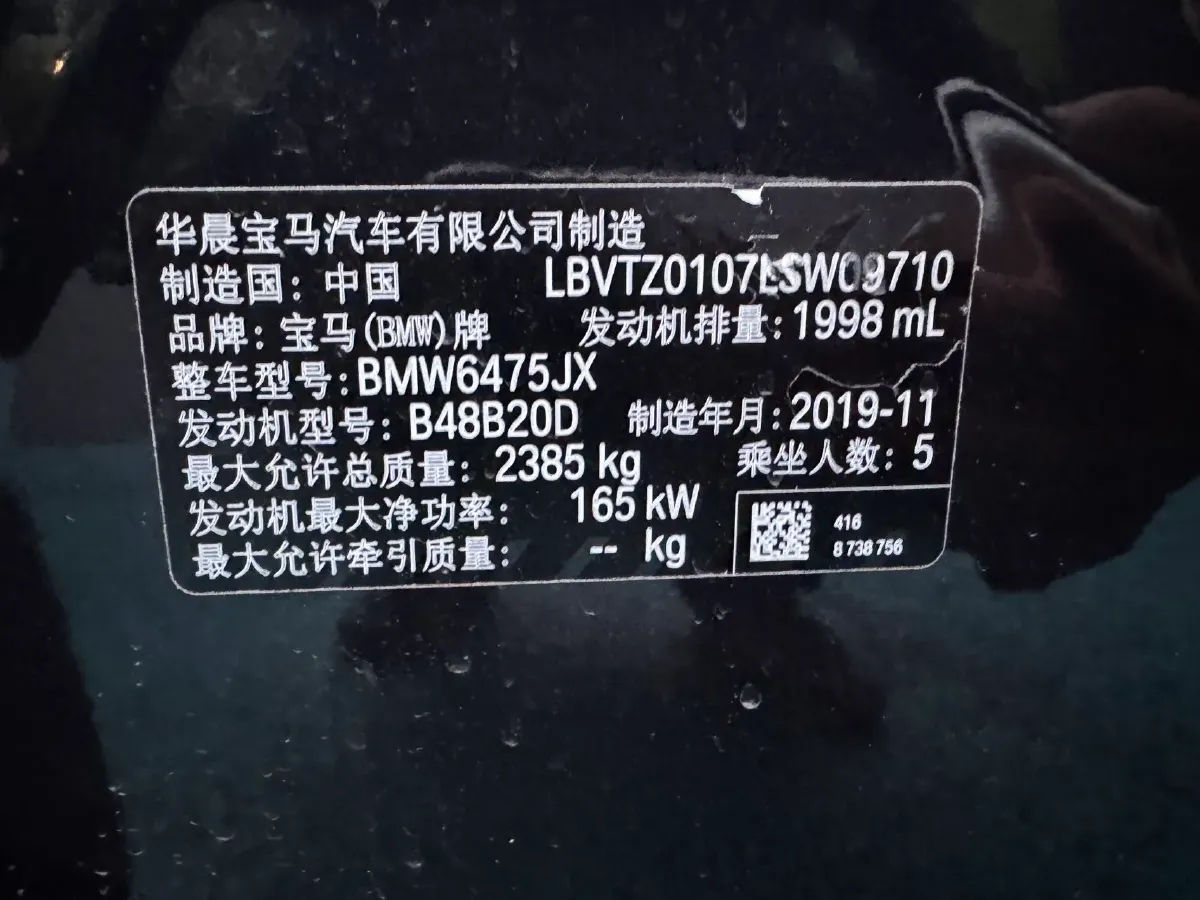 华晨宝马汽车有限公司制造
制造国：中国 LBVTZ0107LSW09710
品牌：宝马(BMW)牌 发动机排量：1998 mL
整车型号：BMW6475JX
发动机型号：B48B20D 制造年月：2019-11
最大允许总质量：2385 kg 乘坐人数：5
发动机最大净功率：165 kW
最大允许牵引质量：-- kg
416
8 738 756